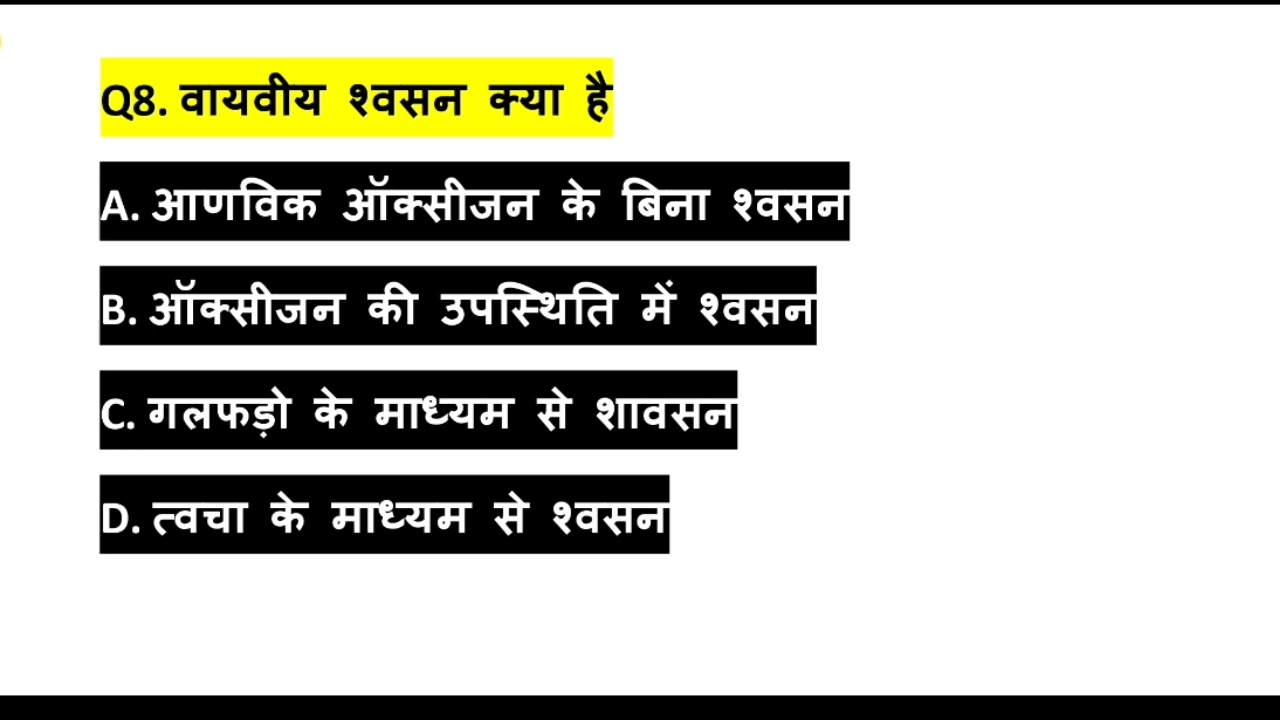 Q8. वायवीय श्वसन क्या है
A. आणविक ऑक्सीजन के बिना श्वसन
B. ऑक्सीजन की उपस्थिति में श्वसन
C. गलफड़ो के माध्यम से शावसन
D. त्वचा के माध्यम से श्वसन